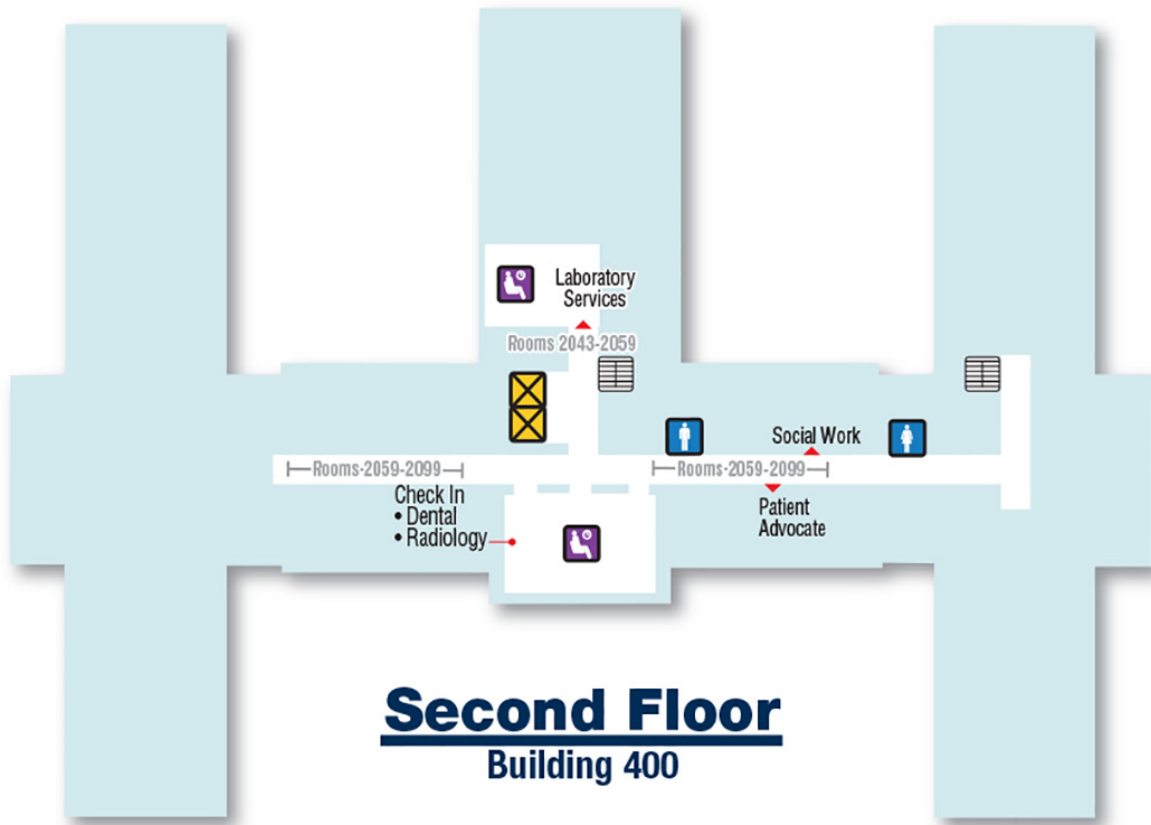 Laboratory
Services
Rooms 2043-2059
Social Work
Rooms·2059-2099
Rooms·2059-2099
Check In
• Dental
• Radiology
Patient
Advocate
Second Floor
Building 400